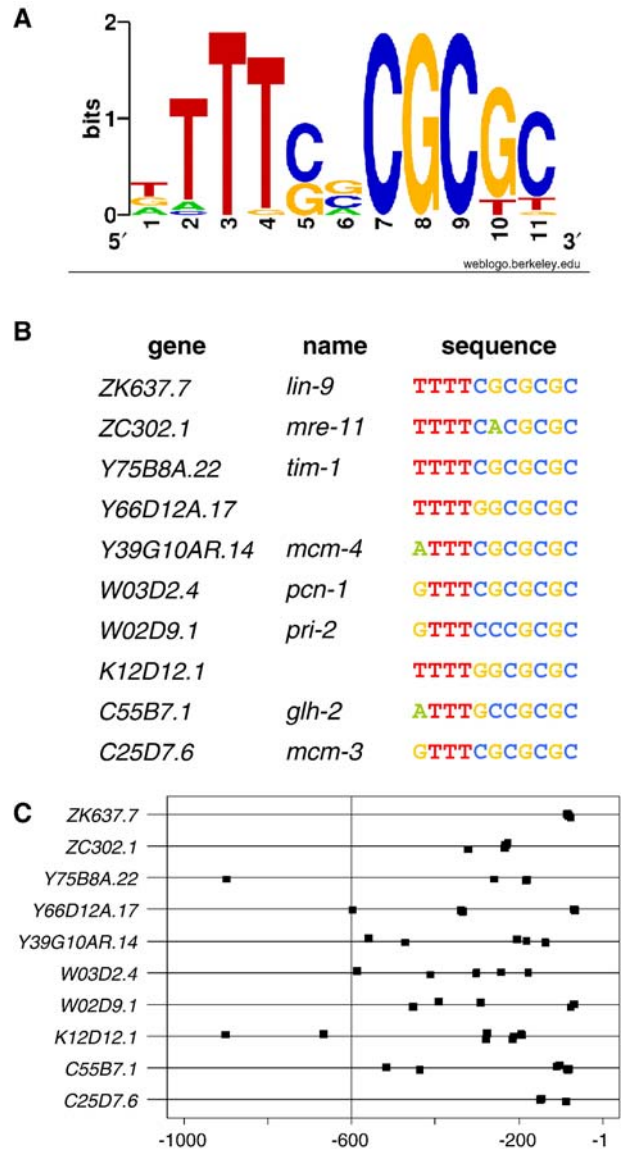 A
2
bits
1
0
T G A T A C T T G C G G C A C G C G T C T G
1 2 3 4 5 6 7 8 9 10 11
5′ 3′
weblogo.berkeley.edu
B
gene name sequence
ZK637.7 lin-9 TTTTCGCGCGC
ZC302.1 mre-11 TTTTCACGCGC
Y75B8A.22 tim-1 TTTTCGCGCGC
Y66D12A.17 TTTTGGCGCGC
Y39G10AR.14 mcm-4 ATTTCGCGCGC
W03D2.4 pcn-1 GTTTCGCGCGC
W02D9.1 pri-2 GTTTCCCGCGC
K12D12.1 TTTTGGCGCGC
C55B7.1 glh-2 ATTTGCCGCGC
C25D7.6 mcm-3 GTTTCGCGCGC
C
ZK637.7
ZC302.1
Y75B8A.22
Y66D12A.17
Y39G10AR.14
W03D2.4
W02D9.1
K12D12.1
C55B7.1
C25D7.6
-1000 -600 -200 -1